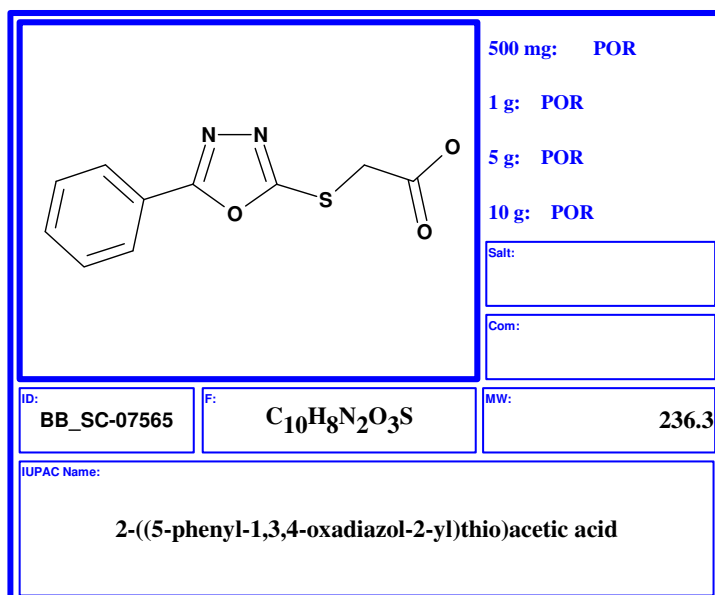 500 mg: POR
1 g: POR
5 g: POR
10 g: POR
N N
O
S
O
O
Salt:
Com:
ID:
BB_SC-07565
F:
C10H8N2O3S
MW:
236.3
IUPAC Name:
2-((5-phenyl-1,3,4-oxadiazol-2-yl)thio)acetic acid